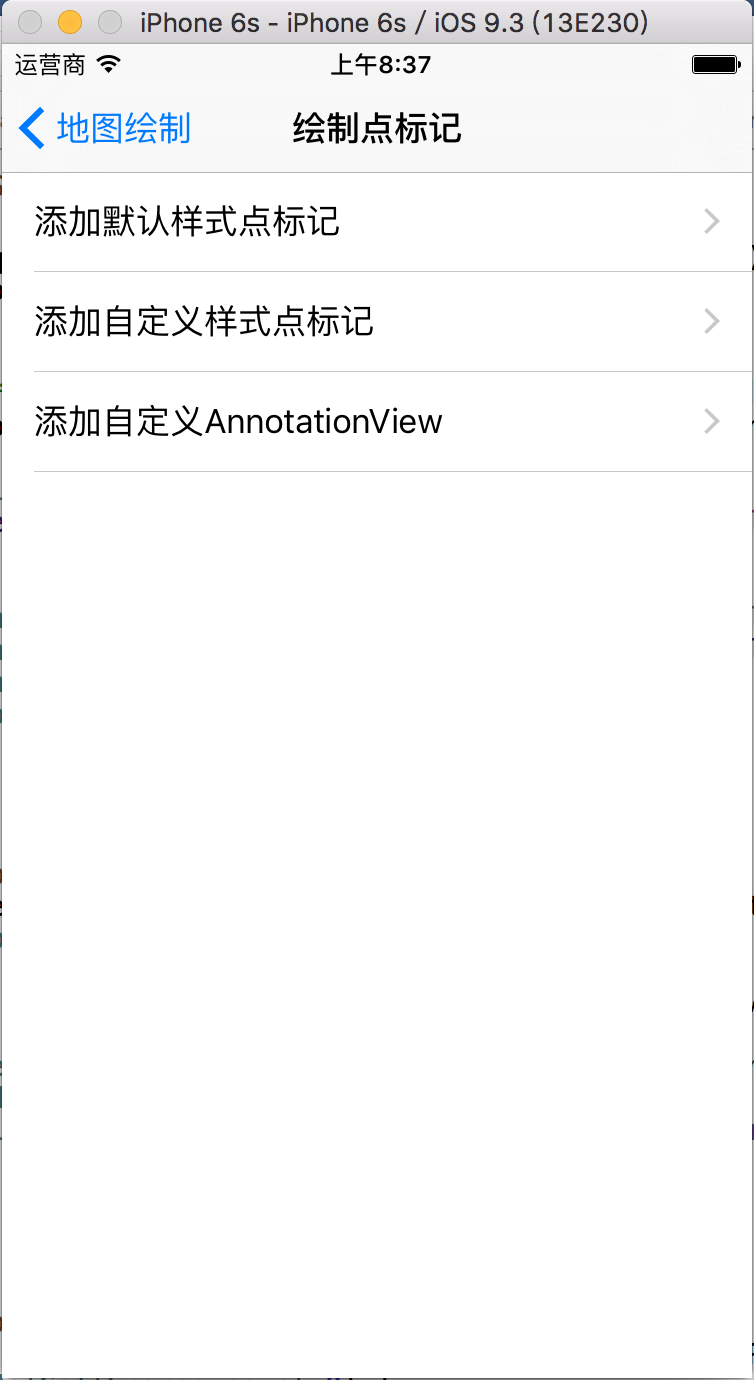 iPhone 6s - iPhone 6s / iOS 9.3 (13E230)
运营商 上午8:37
地图绘制 绘制点标记
添加默认样式点标记
添加自定义样式点标记
添加自定义AnnotationView